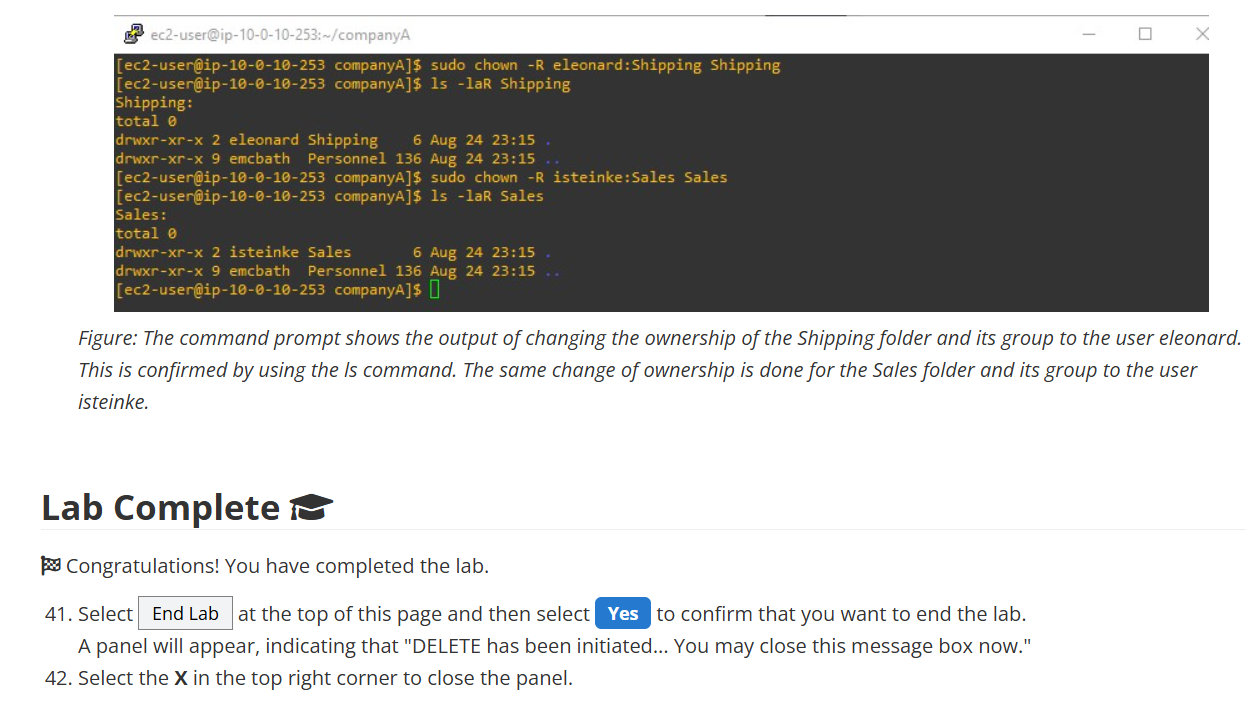 ec2-user@ip-10-0-10-253:~/companyA
[ec2-user@ip-10-0-10-253 companyA]$ sudo chown -R eleonard:Shipping Shipping
[ec2-user@ip-10-0-10-253 companyA]$ ls -laR Shipping
Shipping:
total 0
drwxr-xr-x 2 eleonard Shipping    6 Aug 24 23:15 .
drwxr-xr-x 9 emcbath  Personnel 136 Aug 24 23:15 ..
[ec2-user@ip-10-0-10-253 companyA]$ sudo chown -R isteinke:Sales Sales
[ec2-user@ip-10-0-10-253 companyA]$ ls -laR Sales
Sales:
total 0
drwxr-xr-x 2 isteinke Sales       6 Aug 24 23:15 .
drwxr-xr-x 9 emcbath  Personnel 136 Aug 24 23:15 ..
[ec2-user@ip-10-0-10-253 companyA]$
Figure: The command prompt shows the output of changing the ownership of the Shipping folder and its group to the user eleonard.
This is confirmed by using the ls command. The same change of ownership is done for the Sales folder and its group to the user
isteinke.
Lab Complete
Congratulations! You have completed the lab.
41. Select End Lab at the top of this page and then select Yes to confirm that you want to end the lab.
A panel will appear, indicating that "DELETE has been initiated... You may close this message box now."
42. Select the X in the top right corner to close the panel.